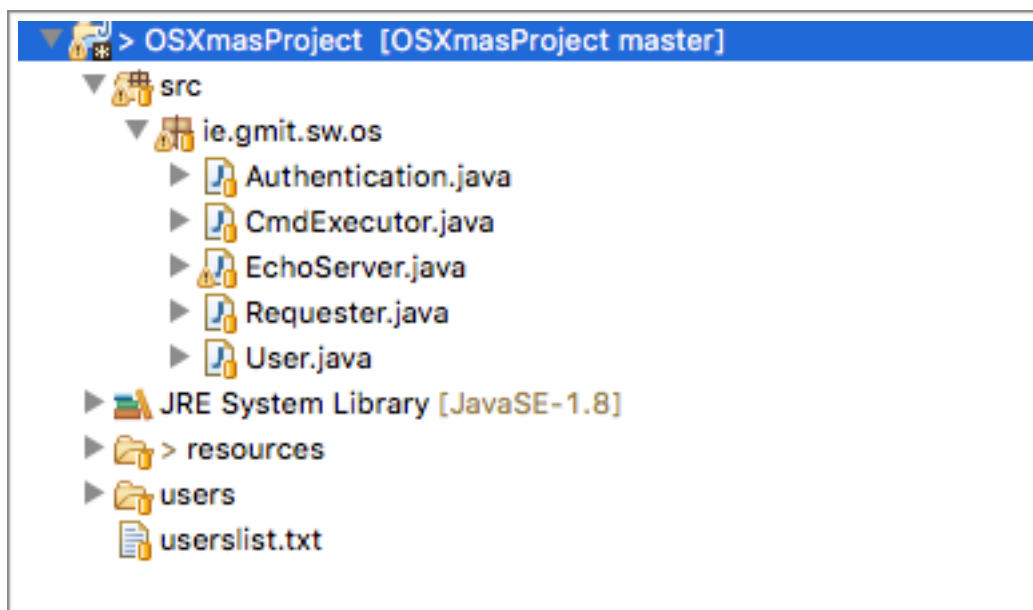 > OSXmasProject [OSXmasProject master]
src
ie.gmit.sw.os
Authentication.java
CmdExecutor.java
EchoServer.java
Requester.java
User.java
JRE System Library [JavaSE-1.8]
> resources
users
userslist.txt